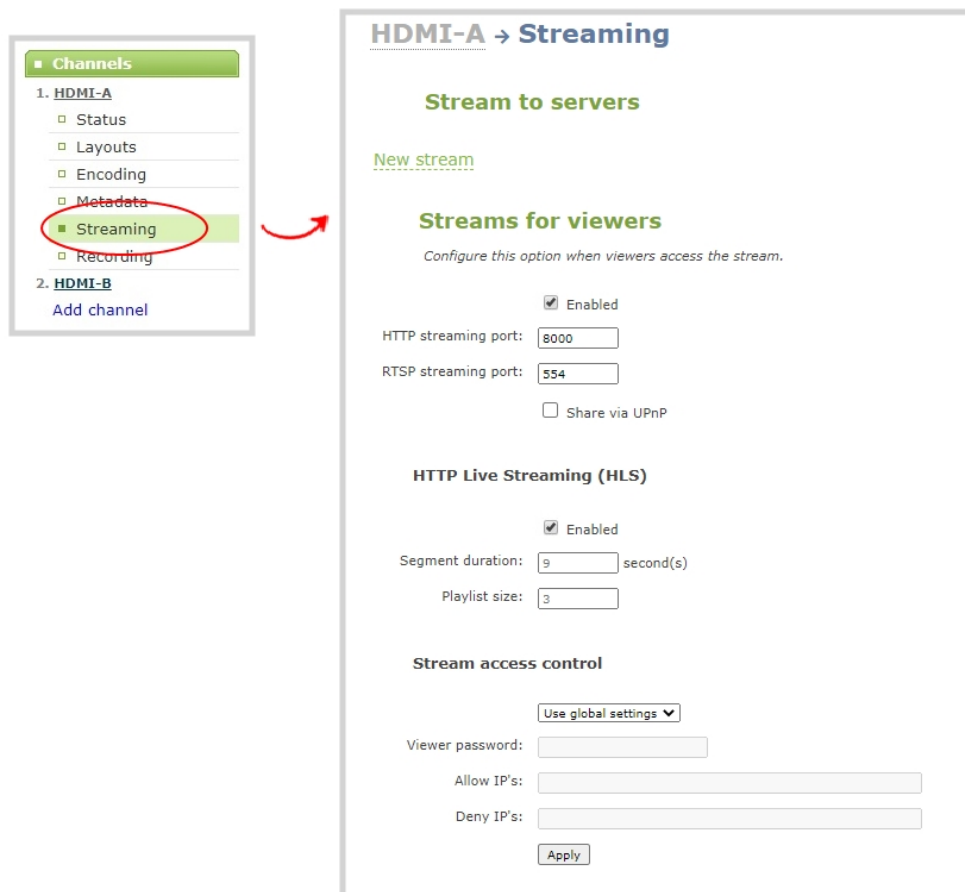 Channels
1. HDMI-A
Status
Layouts
Encoding
Metadata
Streaming
Recording
2. HDMI-B
Add channel
HDMI-A → Streaming
Stream to servers
New stream
Streams for viewers
Configure this option when viewers access the stream.
Enabled
HTTP streaming port: 8000
RTSP streaming port: 554
Share via UPnP
HTTP Live Streaming (HLS)
Enabled
Segment duration: 9 second(s)
Playlist size: 3
Stream access control
Use global settings
Viewer password:
Allow IP's:
Deny IP's:
Apply